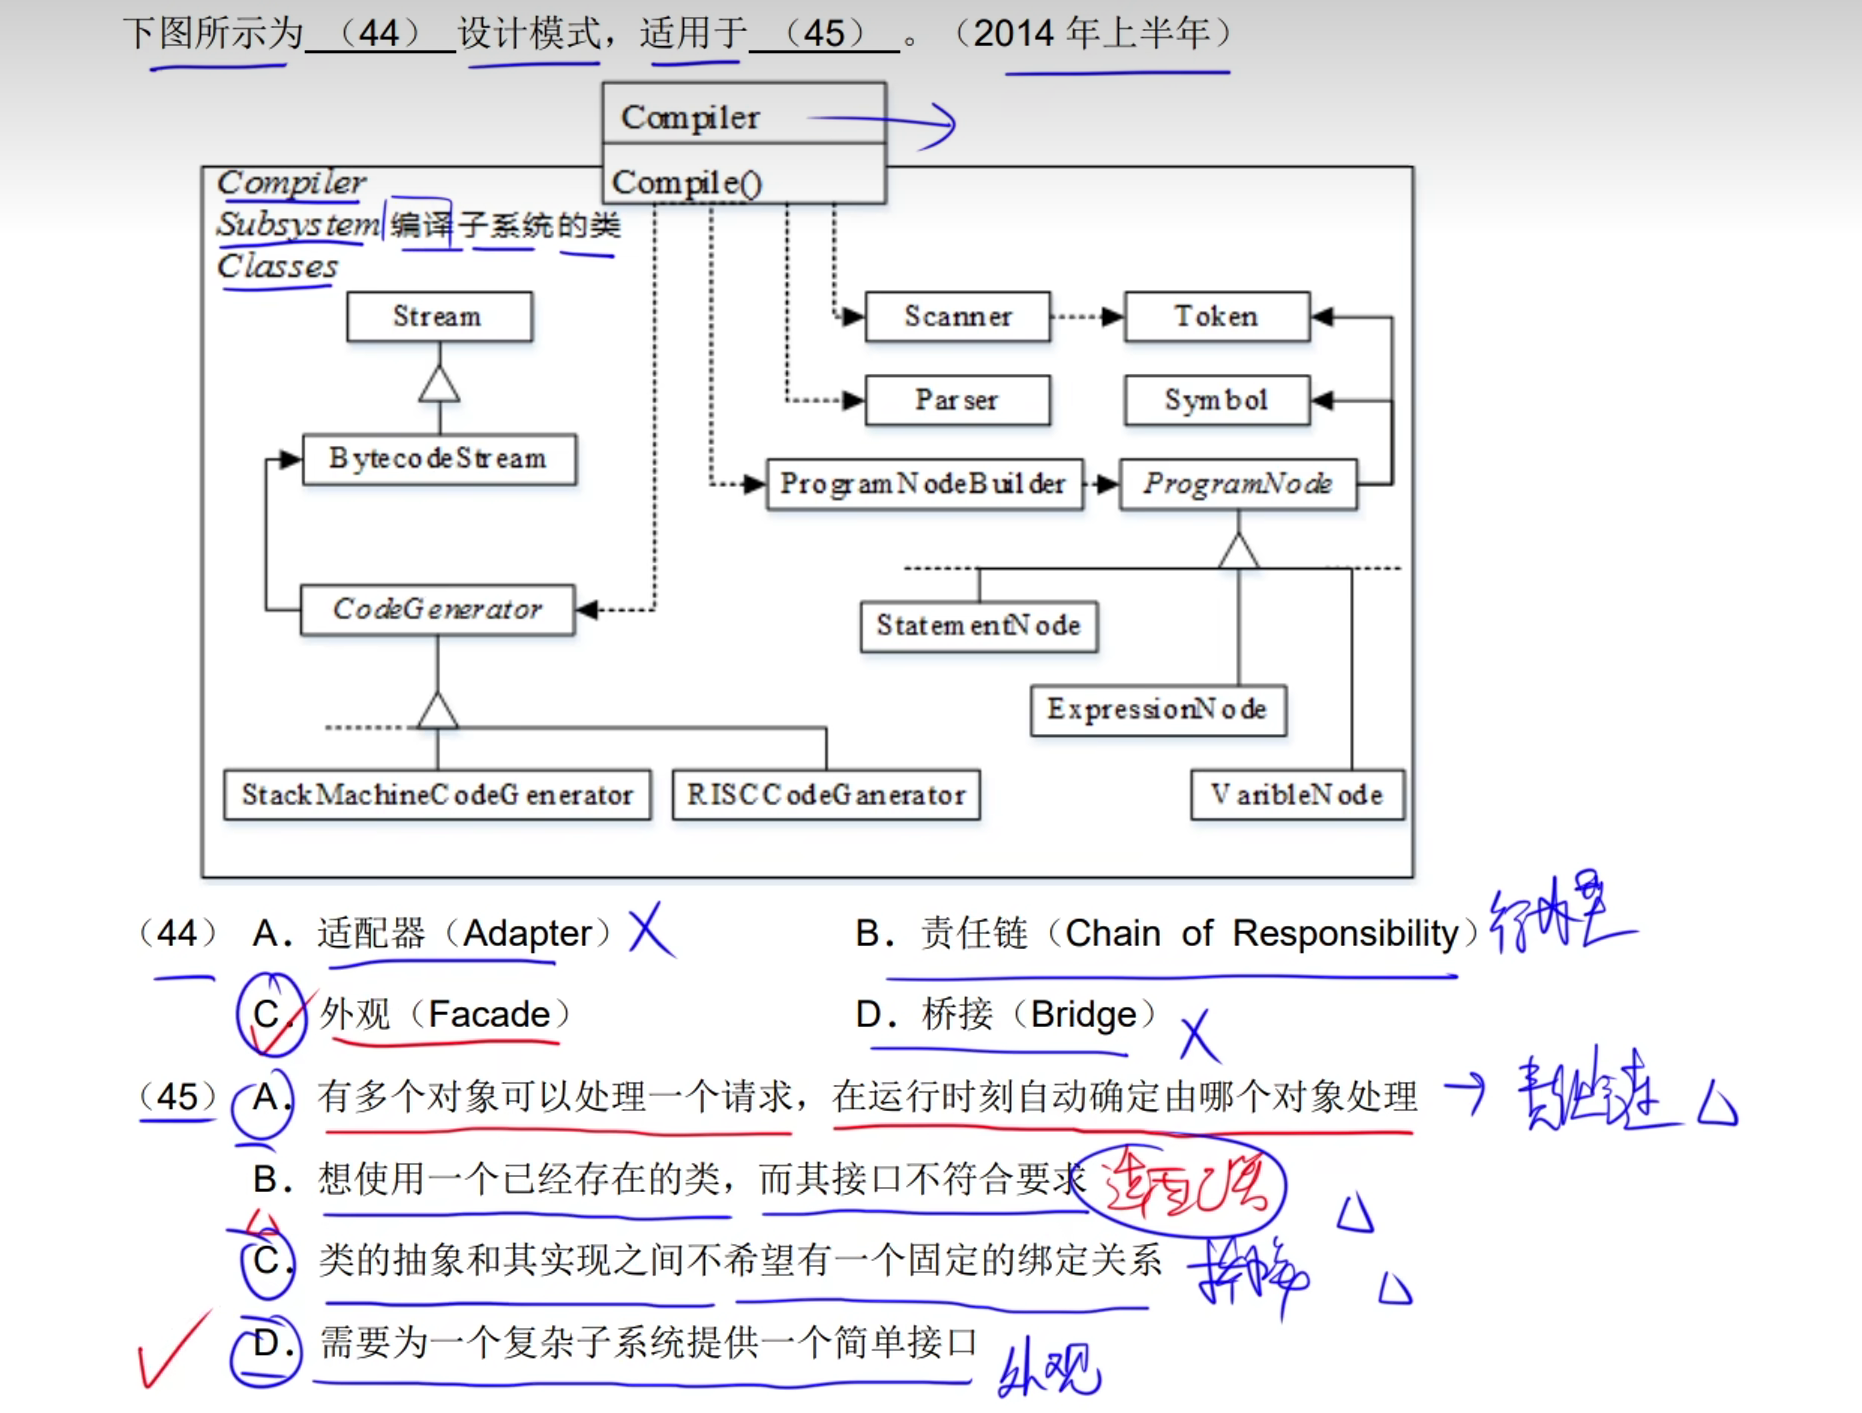 下图所示为 （44） 设计模式，适用于 （45） 。（2014 年上半年）
Compiler
Compile()
Compiler
Subsystem 编译子系统的类
Classes
Stream
Scanner
Token
Parser
Symbol
BytecodeStream
ProgramNodeBuilder
ProgramNode
CodeGenerator
StatementNode
ExpressionNode
StackMachineCodeGenerator
RISCCodeGanerator
VaribleNode
（44） A．适配器（Adapter） B．责任链（Chain of Responsibility） 行为型
C．外观（Facade） D．桥接（Bridge）
（45） A．有多个对象可以处理一个请求，在运行时刻自动确定由哪个对象处理 → 责任链
B．想使用一个已经存在的类，而其接口不符合要求 适配器
C．类的抽象和其实现之间不希望有一个固定的绑定关系 桥接
D．需要为一个复杂子系统提供一个简单接口 外观